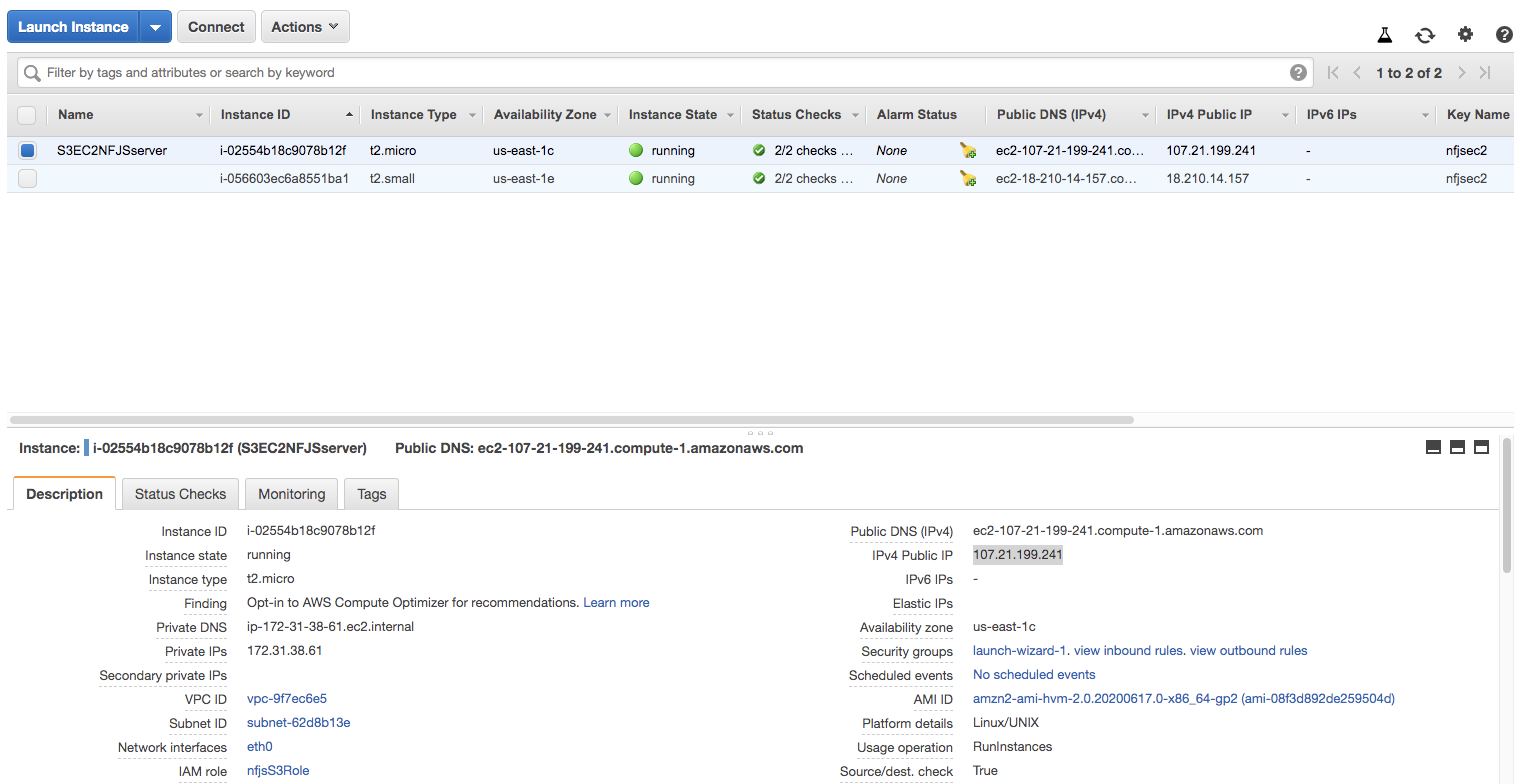 Launch Instance Connect Actions
Filter by tags and attributes or search by keyword ? 1 to 2 of 2 ?
Name Instance ID Instance Type Availability Zone Instance State Status Checks Alarm Status Public DNS (IPv4) IPv4 Public IP IPv6 IPs Key Name
S3EC2NFJSserver i-02554b18c9078b12f t2.micro us-east-1c running 2/2 checks … None ec2-107-21-199-241.co… 107.21.199.241 - nfjsec2
i-056603ec6a8551ba1 t2.small us-east-1e running 2/2 checks … None ec2-18-210-14-157.co… 18.210.14.157 - nfjsec2
Instance: i-02554b18c9078b12f (S3EC2NFJSserver) Public DNS: ec2-107-21-199-241.compute-1.amazonaws.com
Description Status Checks Monitoring Tags
Instance ID i-02554b18c9078b12f Public DNS (IPv4) ec2-107-21-199-241.compute-1.amazonaws.com
Instance state running IPv4 Public IP 107.21.199.241
Instance type t2.micro IPv6 IPs -
Finding Opt-in to AWS Compute Optimizer for recommendations. Learn more Elastic IPs
Private DNS ip-172-31-38-61.ec2.internal Availability zone us-east-1c
Private IPs 172.31.38.61 Security groups launch-wizard-1. view inbound rules. view outbound rules
Secondary private IPs Scheduled events No scheduled events
VPC ID vpc-9f7ec6e5 AMI ID amzn2-ami-hvm-2.0.20200617.0-x86_64-gp2 (ami-08f3d892de259504d)
Subnet ID subnet-62d8b13e Platform details Linux/UNIX
Network interfaces eth0 Usage operation RunInstances
IAM role nfjsS3Role Source/dest. check True